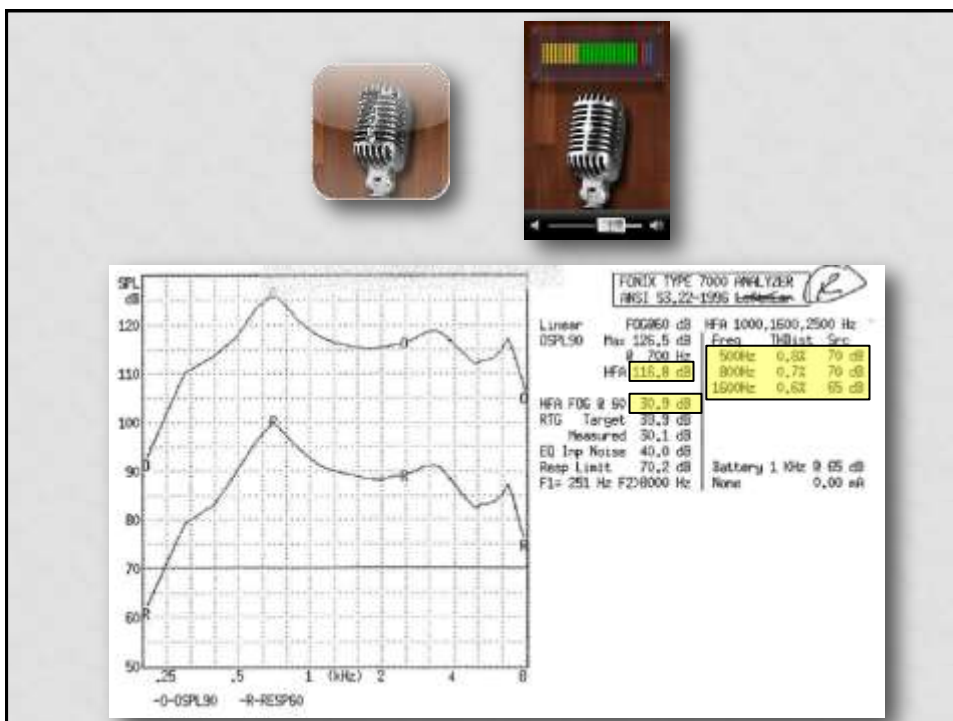 SPL
dB
120
110
100
90
80
70
60
50
.25 .5 1 (kHz) 2 4 8
-O-OSPL90 -R-RESP60
FONIX TYPE 7000 ANALYZER
ANSI S3.22-1996
R
Linear FOG@60 dB
OSPL90 Max 126.5 dB
@ 700 Hz
HFA 116.8 dB
HFA FOG @ 60 30.9 dB
RTG Target 39.9 dB
Measured 30.1 dB
EQ Inp Noise 40.0 dB
Resp Limit 70.2 dB
F1= 251 Hz F2>8000 Hz
HFA 1000,1600,2500 Hz
Freq THDist Src
500Hz 0.8% 70 dB
800Hz 0.7% 70 dB
1600Hz 0.6% 65 dB
Battery 1 KHz @ 65 dB
None 0.00 mA